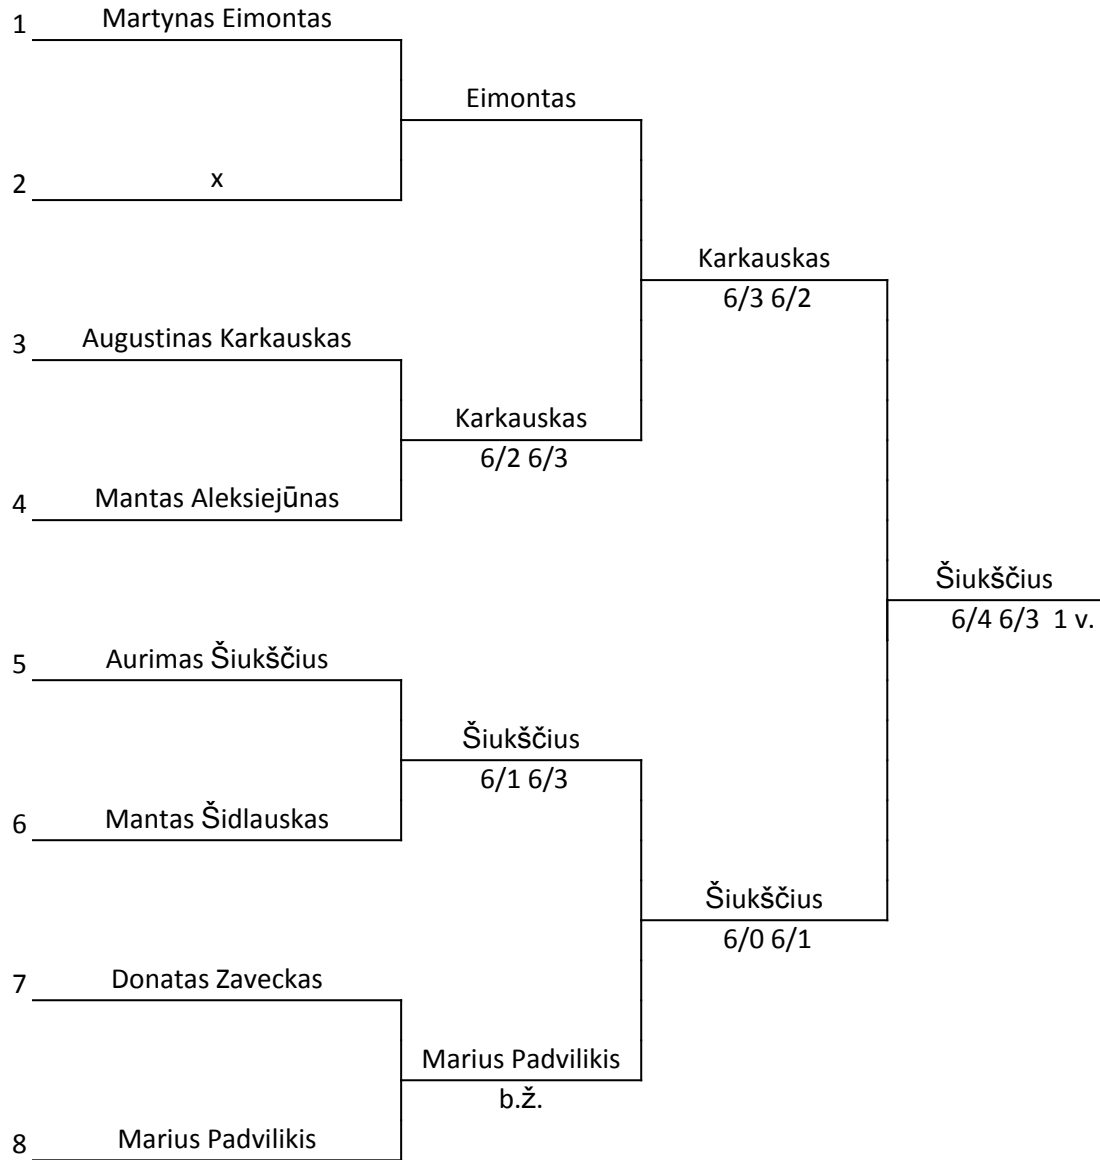 1 Martynas Eimontas
Eimontas
2 x
Karkauskas
6/3 6/2
3 Augustinas Karkauskas
Karkauskas
6/2 6/3
4 Mantas Aleksiejūnas
Šiukščius
6/4 6/3 1 v.
5 Aurimas Šiukščius
Šiukščius
6/1 6/3
6 Mantas Šidlauskas
Šiukščius
6/0 6/1
7 Donatas Zaveckas
Marius Padvilikis
b.ž.
8 Marius Padvilikis